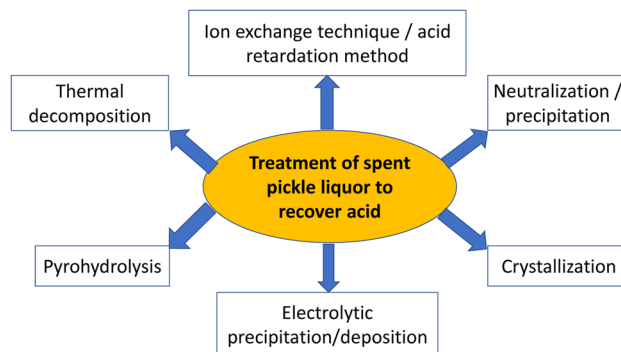 Ion exchange technique / acid
retardation method
Thermal
decomposition
Neutralization /
precipitation
Treatment of spent
pickle liquor to
recover acid
Pyrohydrolysis
Crystallization
Electrolytic
precipitation/deposition